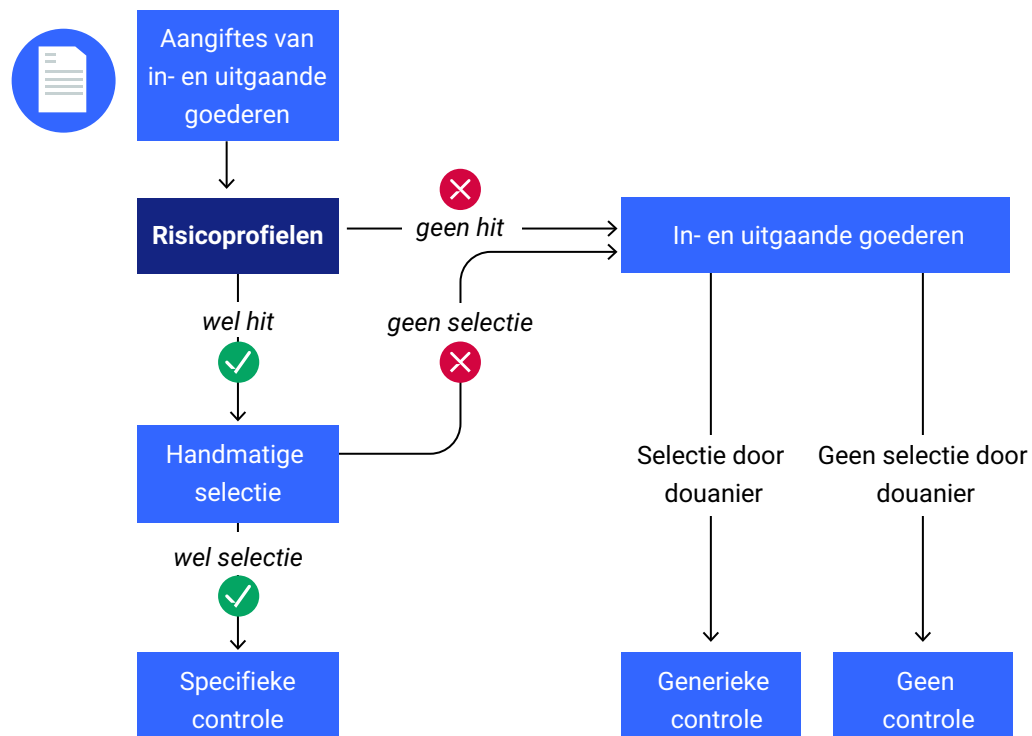 Aangiftes van
in- en uitgaande
goederen
Risicoprofielen
geen hit
In- en uitgaande goederen
wel hit
geen selectie
Handmatige
selectie
Selectie door
douanier
Geen selectie door
douanier
wel selectie
Specifieke
controle
Generieke
controle
Geen
controle